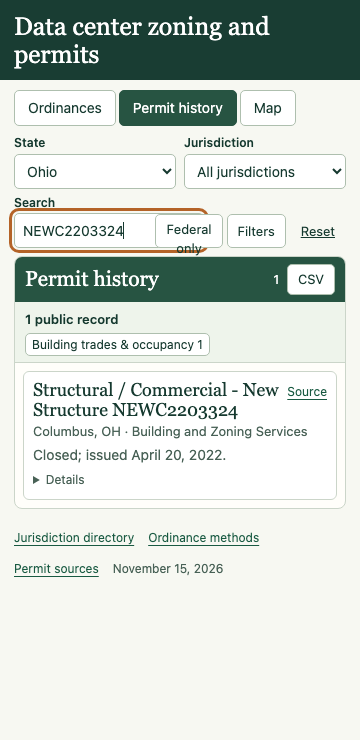 Data center zoning and
permits
Ordinances
Permit history
Map
State
Jurisdiction
Ohio
All jurisdictions
Search
NEWC2203324
Federal
only
Filters
Reset
Permit history
1
CSV
1 public record
Building trades & occupancy 1
Structural / Commercial - New
Structure NEWC2203324
Source
Columbus, OH · Building and Zoning Services
Closed; issued April 20, 2022.
Details
Jurisdiction directory
Ordinance methods
Permit sources
November 15, 2026